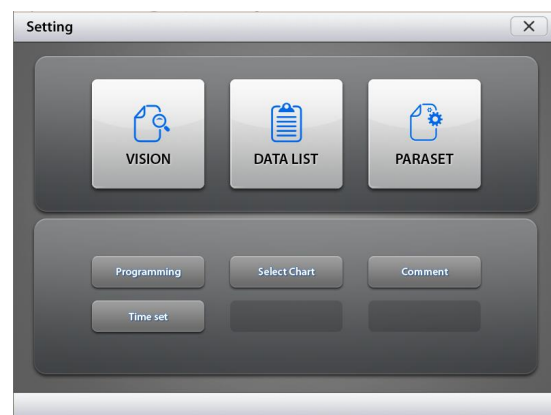 Setting
VISION
DATA LIST
PARASET
Programming
Select Chart
Comment
Time set